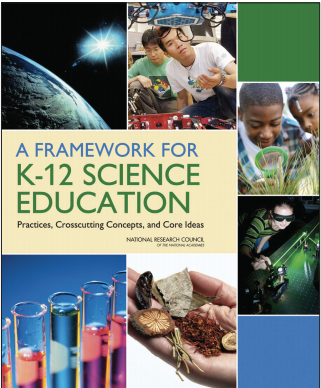 A FRAMEWORK FOR
K-12 SCIENCE
EDUCATION
Practices, Crosscutting Concepts, and Core Ideas
NATIONAL RESEARCH COUNCIL
OF THE NATIONAL ACADEMIES